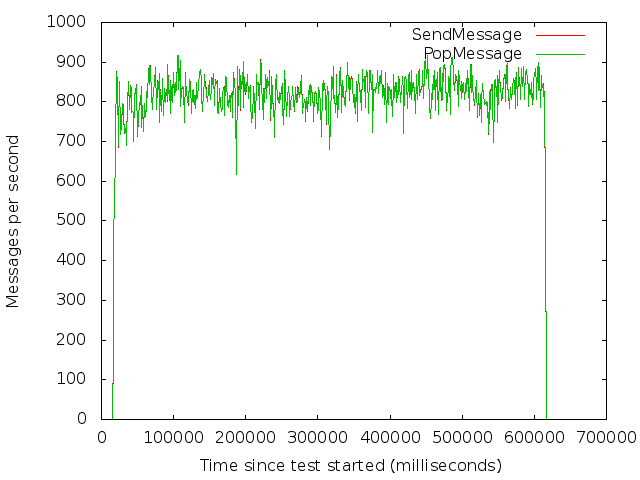 SendMessage
PopMessage
1000
900
800
700
600
500
400
300
200
100
0
Messages per second
0 100000 200000 300000 400000 500000 600000 700000
Time since test started (milliseconds)